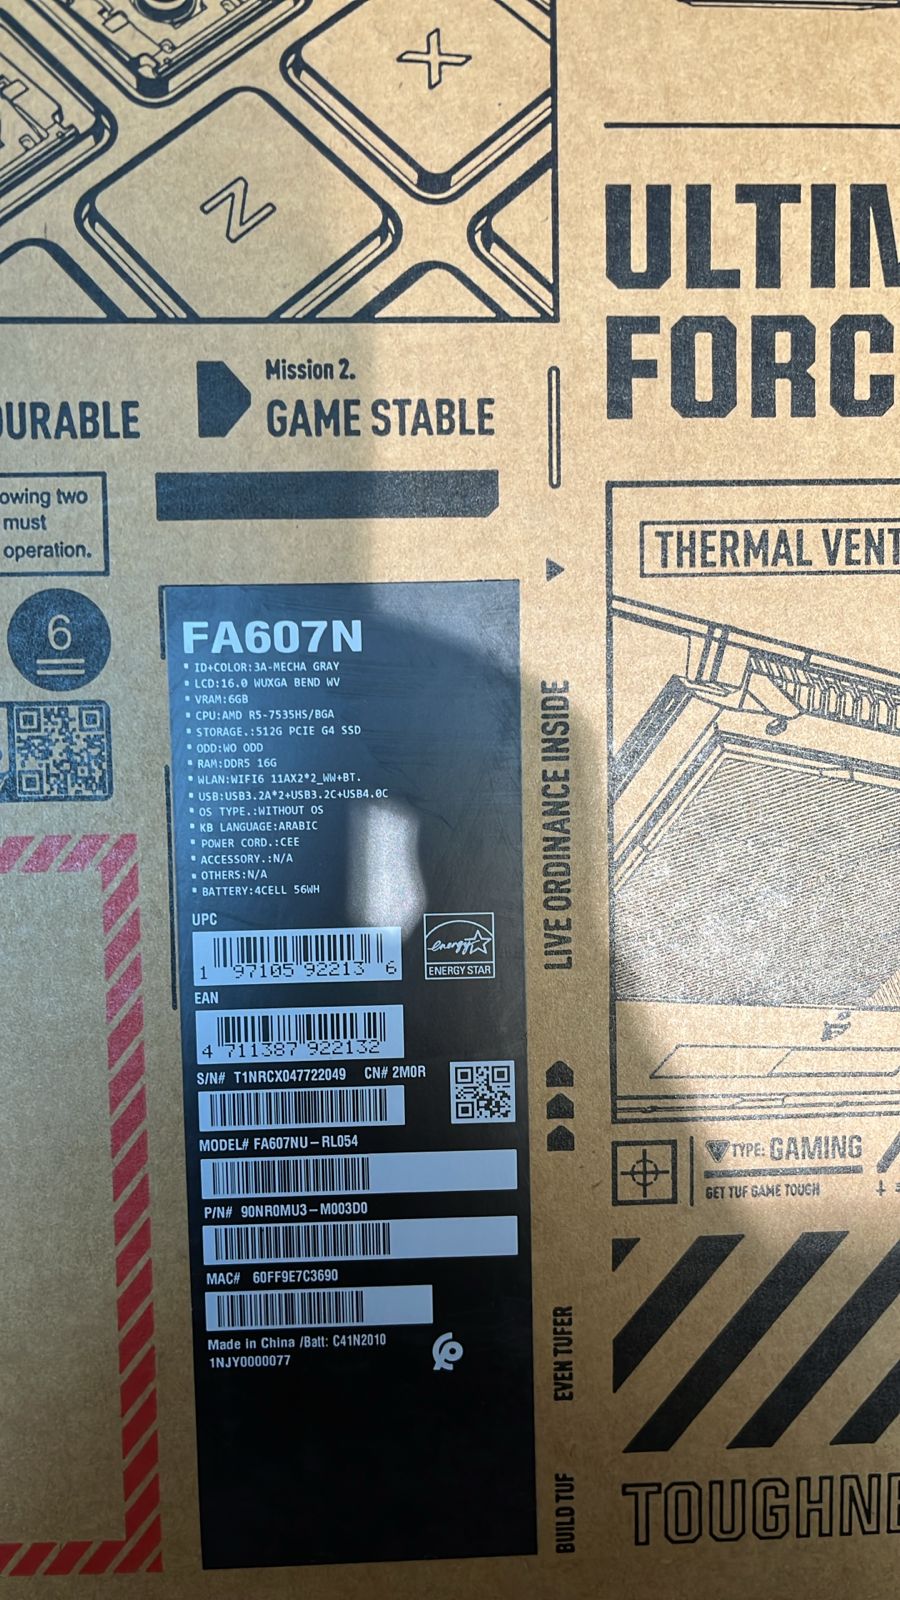 Z
X
ULTIM
FORC
DURABLE
Mission 2.
GAME STABLE
owing two
must
operation.
6
THERMAL VENT
FA607N
ID+COLOR:3A-MECHA GRAY
LCD:16.0 WUXGA BEND WV
VRAM:6GB
CPU:AMD R5-7535HS/BGA
STORAGE.:512G PCIE G4 SSD
ODD:WO ODD
RAM:DDR5 16G
WLAN:WIFI6 11AX2*2_WW+BT.
USB:USB3.2A*2+USB3.2C+USB4.0C
OS TYPE.:WITHOUT OS
KB LANGUAGE:ARABIC
POWER CORD.:CEE
ACCESSORY.:N/A
OTHERS:N/A
BATTERY:4CELL 56WH
UPC
1 97105 92213 6
energy
ENERGY STAR
EAN
4 711387 922132
S/N# T1NRCX047722049 CN# 2M0R
MODEL# FA607NU-RL054
P/N# 90NR0MU3-M003D0
MAC# 60FF9E7C3690
Made in China /Batt: C41N2010
1NJY0000077
LIVE ORDINANCE INSIDE
EVEN TUFER
BUILD TUF
TYPE: GAMING
GET TUF GAME TOUGH
TOUGHNE